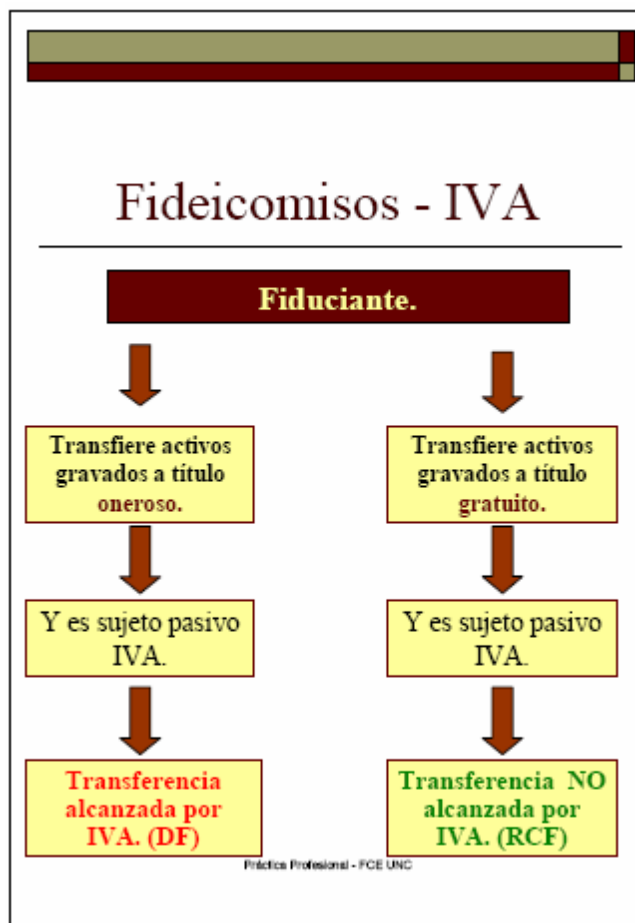 Fideicomisos - IVA
Fiduciante.
Transfiere activos
gravados a título
oneroso.
Transfiere activos
gravados a título
gratuito.
Y es sujeto pasivo
IVA.
Y es sujeto pasivo
IVA.
Transferencia
alcanzada por
IVA. (DF)
Transferencia NO
alcanzada por
IVA. (RCF)
Práctica Profesional - FCE UNC